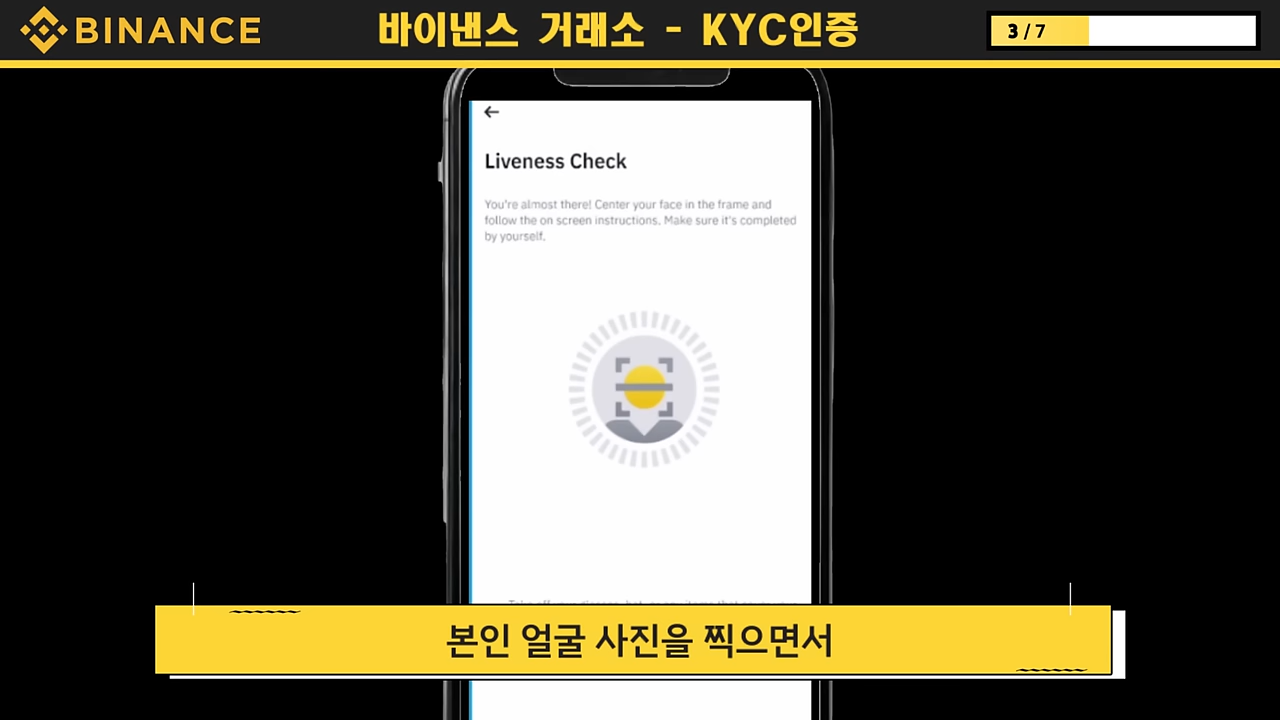 BINANCE
바이낸스 거래소 - KYC인증
3/7
Liveness Check
You're almost there! Center your face in the frame and
follow the on screen instructions. Make sure it's completed
by yourself.
본인 얼굴 사진을 찍으면서